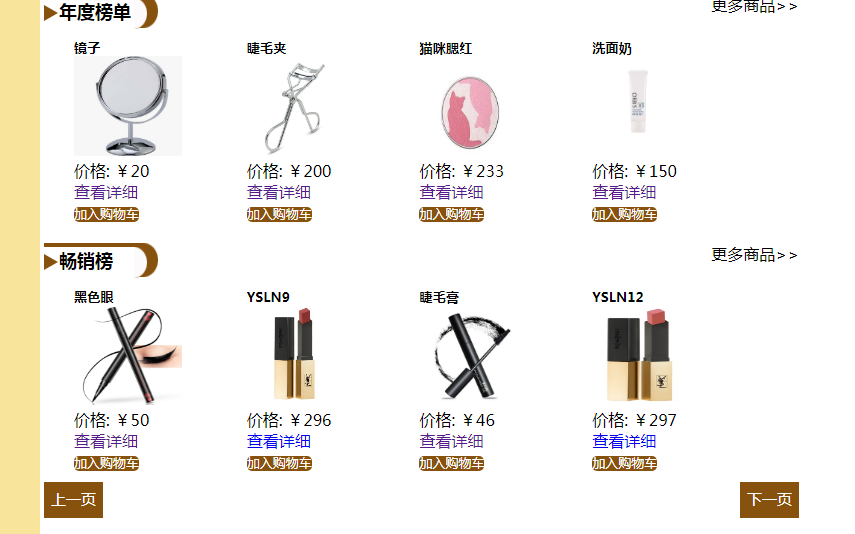 年度榜单
更多商品>>
镜子 睫毛夹 猫咪腮红 洗面奶
价格: ￥20 价格: ￥200 价格: ￥233 价格: ￥150
查看详细 查看详细 查看详细 查看详细
加入购物车 加入购物车 加入购物车 加入购物车
畅销榜
更多商品>>
黑色眼 YSLN9 睫毛膏 YSLN12
价格: ￥50 价格: ￥296 价格: ￥46 价格: ￥297
查看详细 查看详细 查看详细 查看详细
加入购物车 加入购物车 加入购物车 加入购物车
上一页 下一页